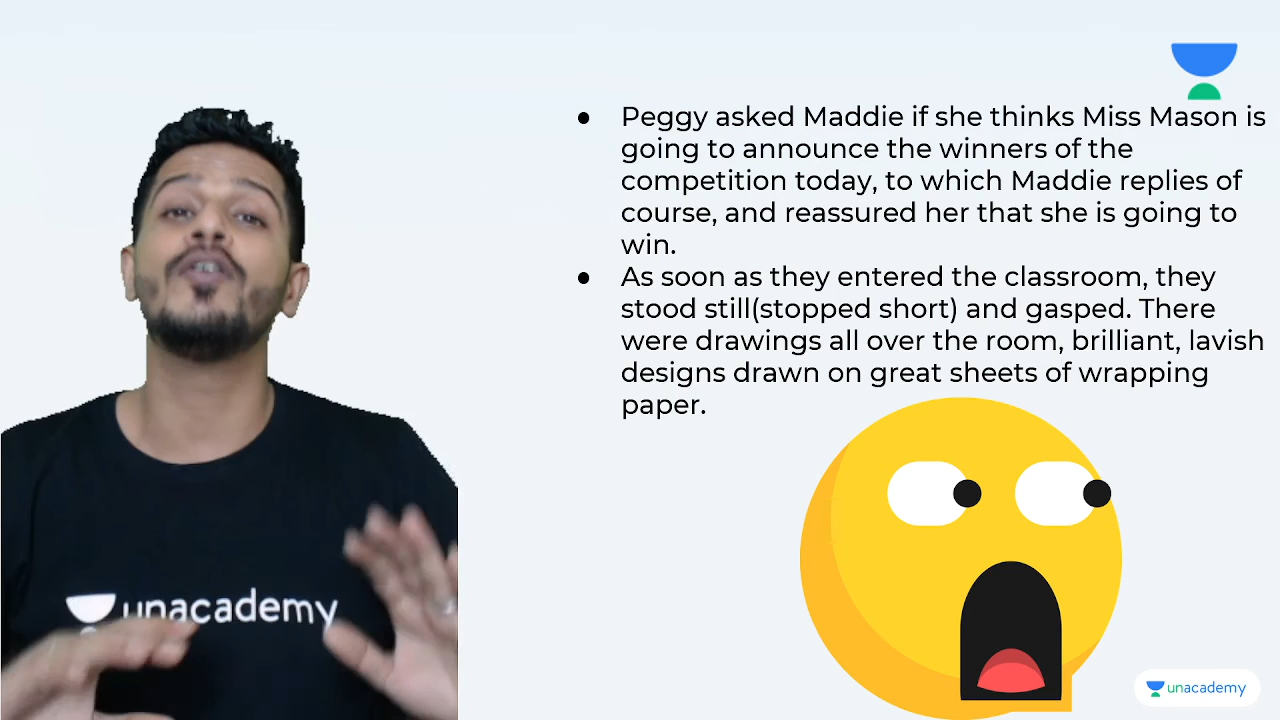 ● Peggy asked Maddie if she thinks Miss Mason is
going to announce the winners of the
competition today, to which Maddie replies of
course, and reassured her that she is going to
win.
● As soon as they entered the classroom, they
stood still(stopped short) and gasped. There
were drawings all over the room, brilliant, lavish
designs drawn on great sheets of wrapping
paper.
unacademy
unacademy